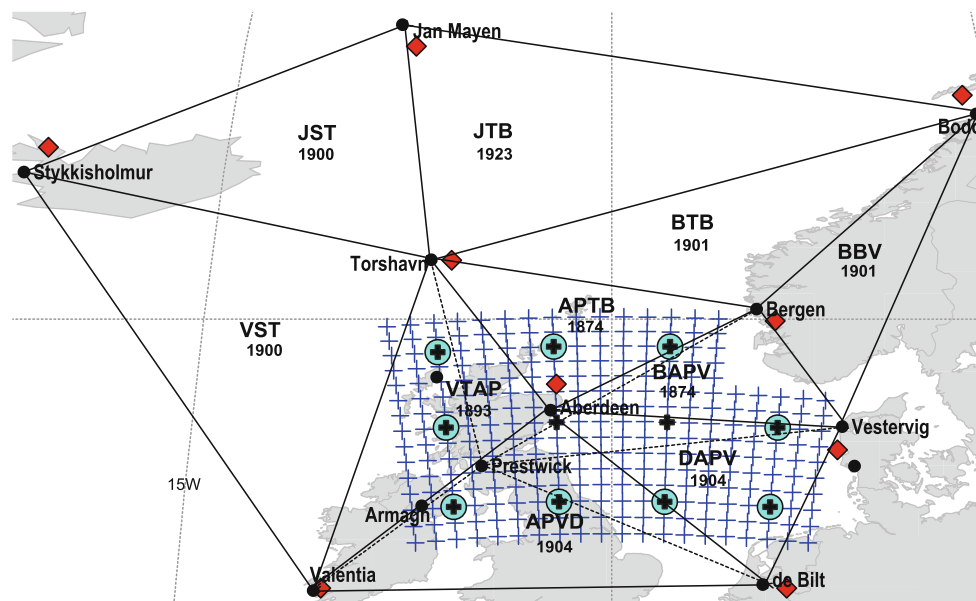 Jan Mayen
JST
1900
JTB
1923
Bodo
Stykkisholmur
BTB
1901
BBV
1901
Torshavn
VST
1900
APTB
1874
Bergen
BAPV
1874
VTAP
1893
Aberdeen
Vestervig
DAPV
1904
Prestwick
15W
Armagh
APVD
1904
Valentia
de Bilt